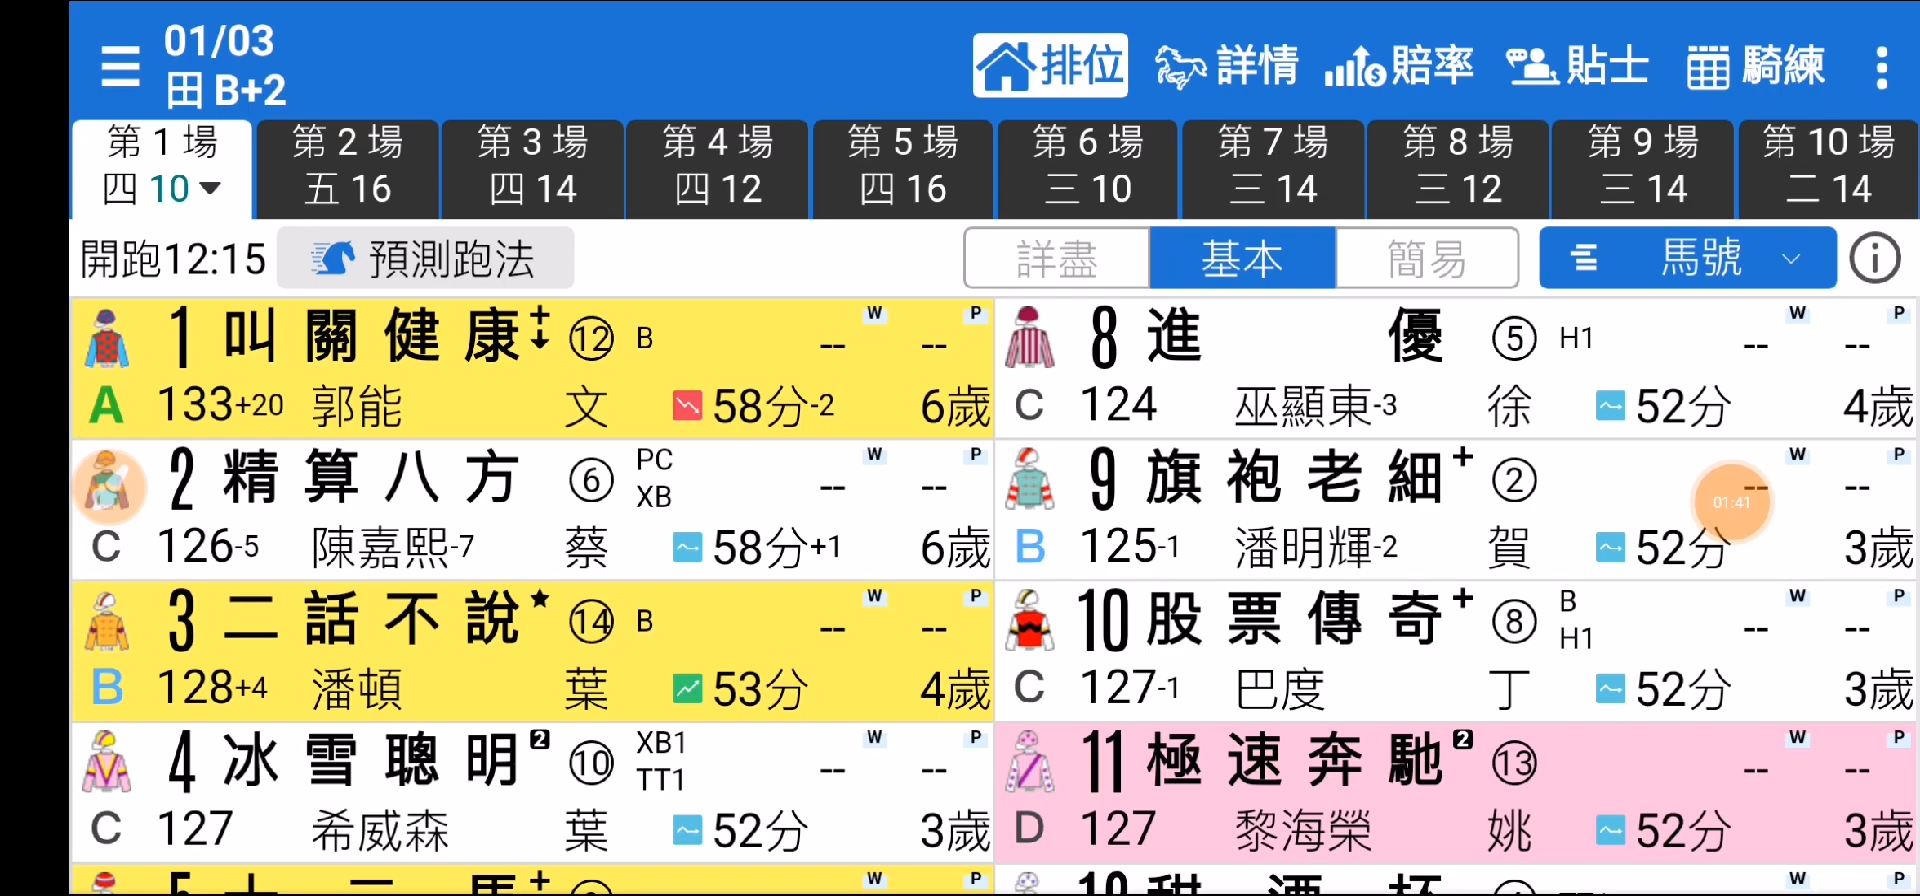 01/03
田 B+2
排位 詳情 賠率 貼士 騎練
第 1 場 第 2 場 第 3 場 第 4 場 第 5 場 第 6 場 第 7 場 第 8 場 第 9 場 第 10 場
四 10 五 16 四 14 四 12 四 16 三 10 三 14 三 12 三 14 二 14
開跑12:15 預測跑法 詳盡 基本 簡易 馬號
1 叫關健康 + 12 B W -- P --
A 133+20 郭能 文 58分-2 6歲
2 精算八方 6 PC XB W -- P --
C 126-5 陳嘉熙-7 蔡 58分+1 6歲
3 二話不說 ★ 14 B W -- P --
B 128+4 潘頓 葉 53分 4歲
4 冰雪聰明 2 10 XB1 TT1 W -- P --
C 127 希威森 葉 52分 3歲
W P
8 進優 5 H1 W -- P --
C 124 巫顯東-3 徐 52分 4歲
9 旗袍老細 + 2 W -- P --
01:41
B 125-1 潘明輝-2 賀 52分 3歲
10 股票傳奇 + 8 B H1 W -- P --
C 127-1 巴度 丁 52分 3歲
11 極速奔馳 2 13 W -- P --
D 127 黎海榮 姚 52分 3歲
W P